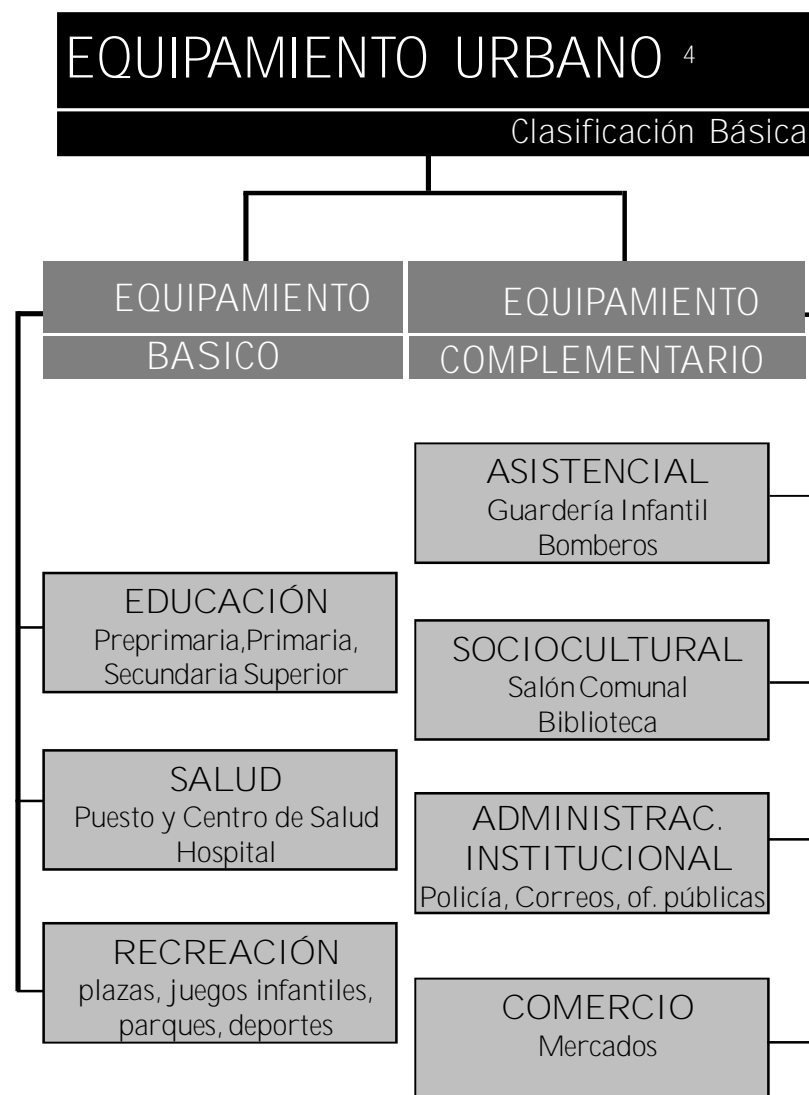 EQUIPAMIENTO URBANO 4
Clasificación Básica
EQUIPAMIENTO
BASICO
EDUCACIÓN
Preprimaria,Primaria,
Secundaria Superior
SALUD
Puesto y Centro de Salud
Hospital
RECREACIÓN
plazas, juegos infantiles,
parques, deportes
EQUIPAMIENTO
COMPLEMENTARIO
ASISTENCIAL
Guardería Infantil
Bomberos
SOCIOCULTURAL
Salón Comunal
Biblioteca
ADMINISTRAC.
INSTITUCIONAL
Policía, Correos, of. públicas
COMERCIO
Mercados